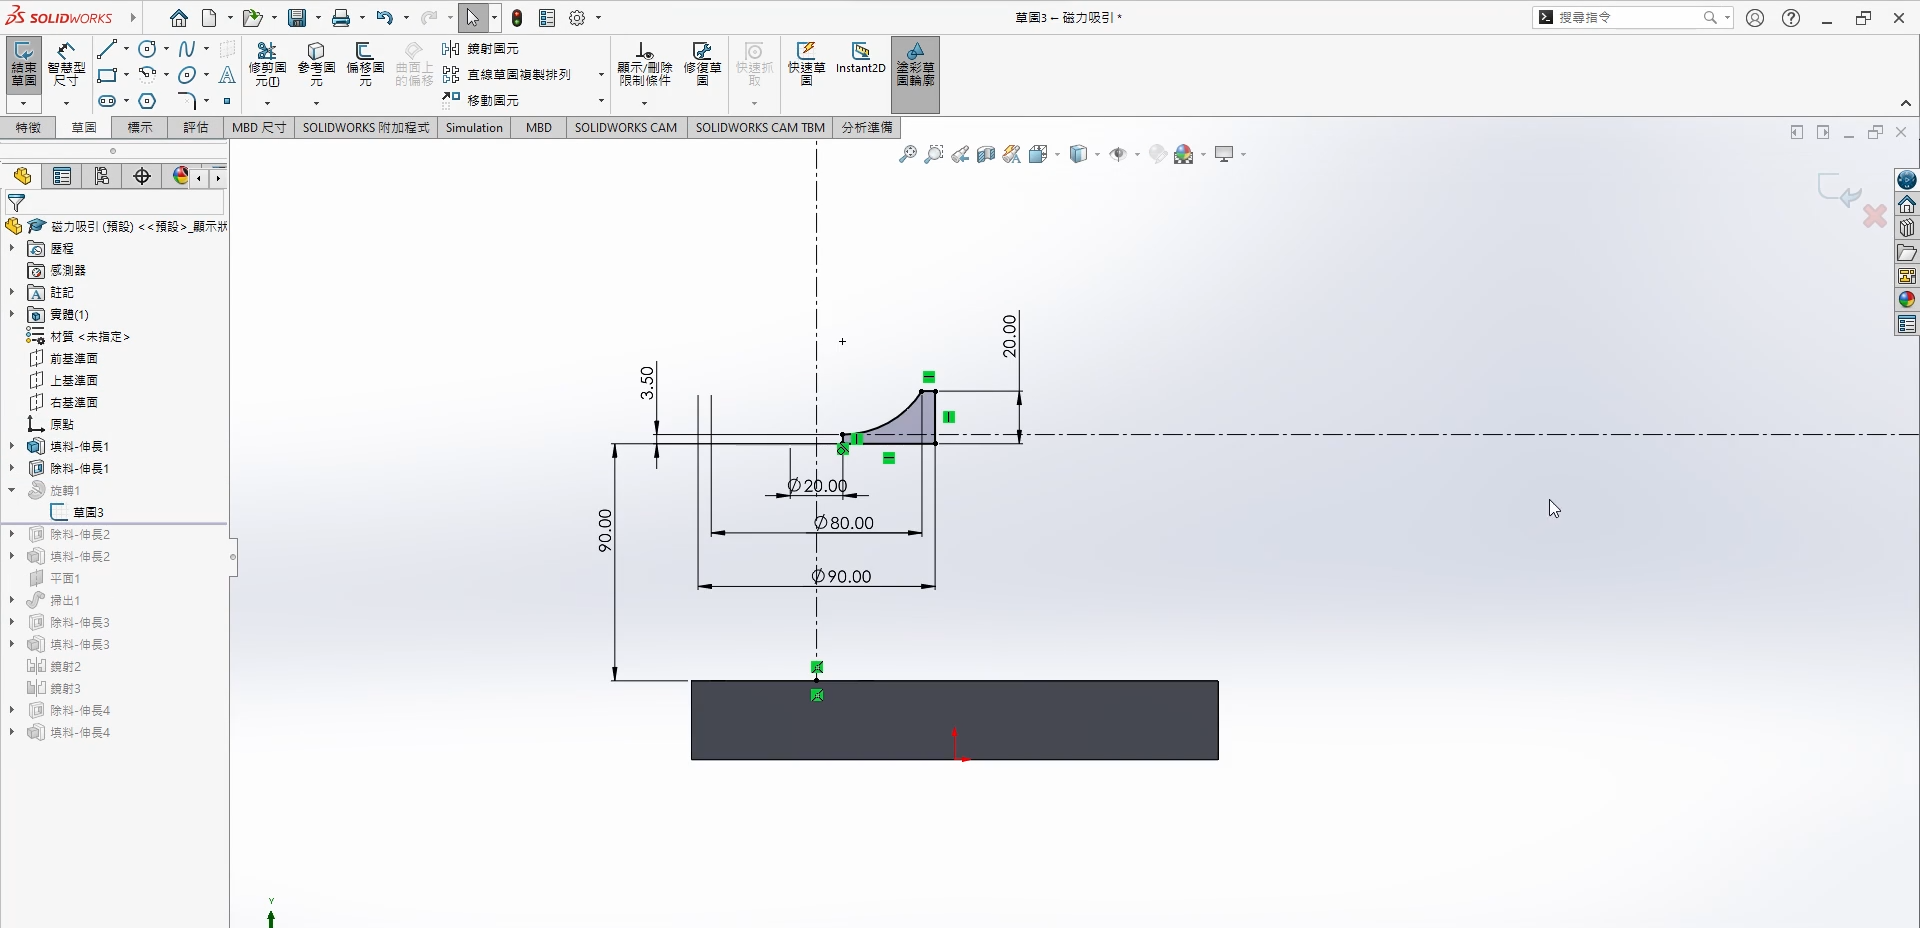 SOLIDWORKS
草圖3 ← 磁力吸引 *
搜尋指令
結束草圖
智慧型尺寸
修剪圖元(I)
參考圖元
偏移圖元
曲面上的偏移
鏡射圖元
直線草圖複製排列
移動圖元
顯示/刪除限制條件
修復草圖
快速抓取
快速草圖
Instant2D
塗彩草圖輪廓
特徵
草圖
標示
評估
MBD 尺寸
SOLIDWORKS 附加程式
Simulation
MBD
SOLIDWORKS CAM
SOLIDWORKS CAM TBM
分析準備
磁力吸引 (預設) <<預設>_顯示狀
歷程
感測器
註記
實體(1)
材質 <未指定>
前基準面
上基準面
右基準面
原點
填料-伸長1
除料-伸長1
旋轉1
草圖3
除料-伸長2
填料-伸長2
平面1
掃出1
除料-伸長3
填料-伸長3
鏡射2
鏡射3
除料-伸長4
填料-伸長4
20.00
3.50
∅20.00
∅80.00
90.00
∅90.00
Y